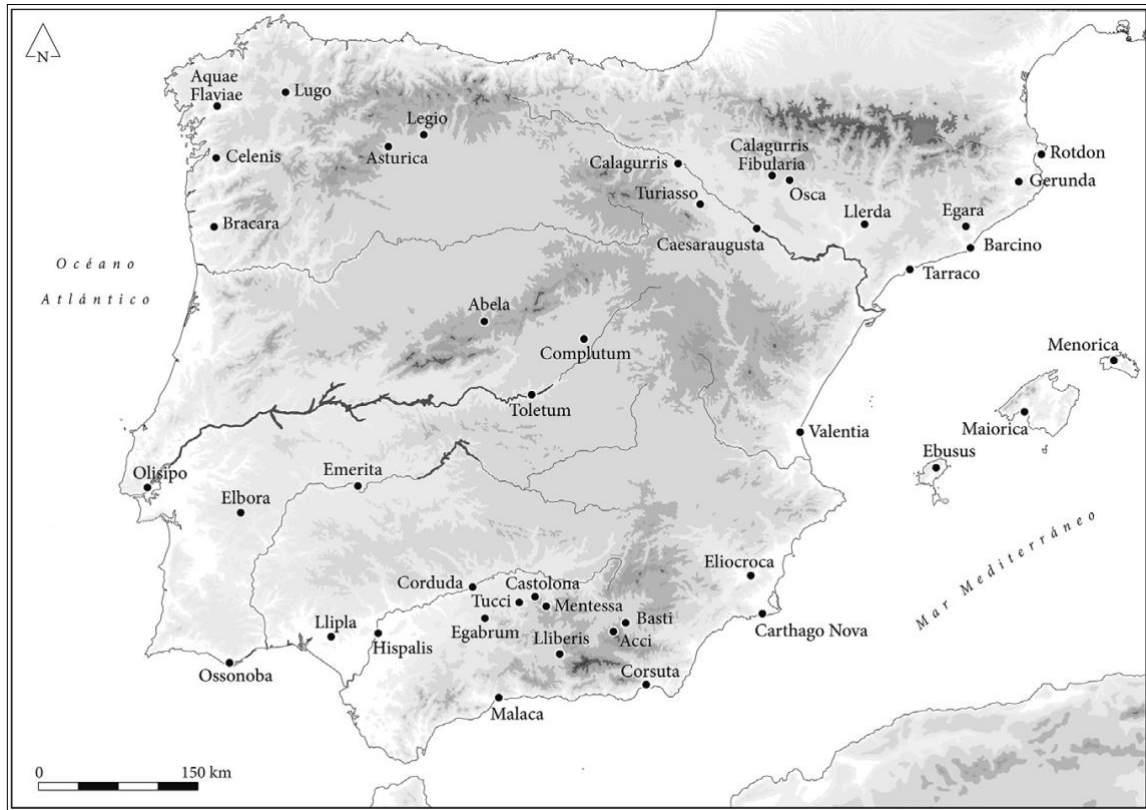 N
Aquae
Flaviae
Lugo
Legio
Asturica
Celenis
Bracara
Calagurris
Calagurris
Fibularia
Osca
Turiasso
Caesaraugusta
Llerda
Egara
Rotdon
Gerunda
Barcino
Tarraco
Océano
Atlántico
Abela
Complutum
Toletum
Menorica
Maiorica
Ebusus
Valentia
Olisipo
Elbora
Emerita
Mar Mediterráneo
Eliocroca
Carthago Nova
Corduda
Castolona
Tucci
Mentessa
Egabrum
Basti
Acci
Llipla
Hispalis
Lliberis
Ossonoba
Corsuta
Malaca
0 150 km